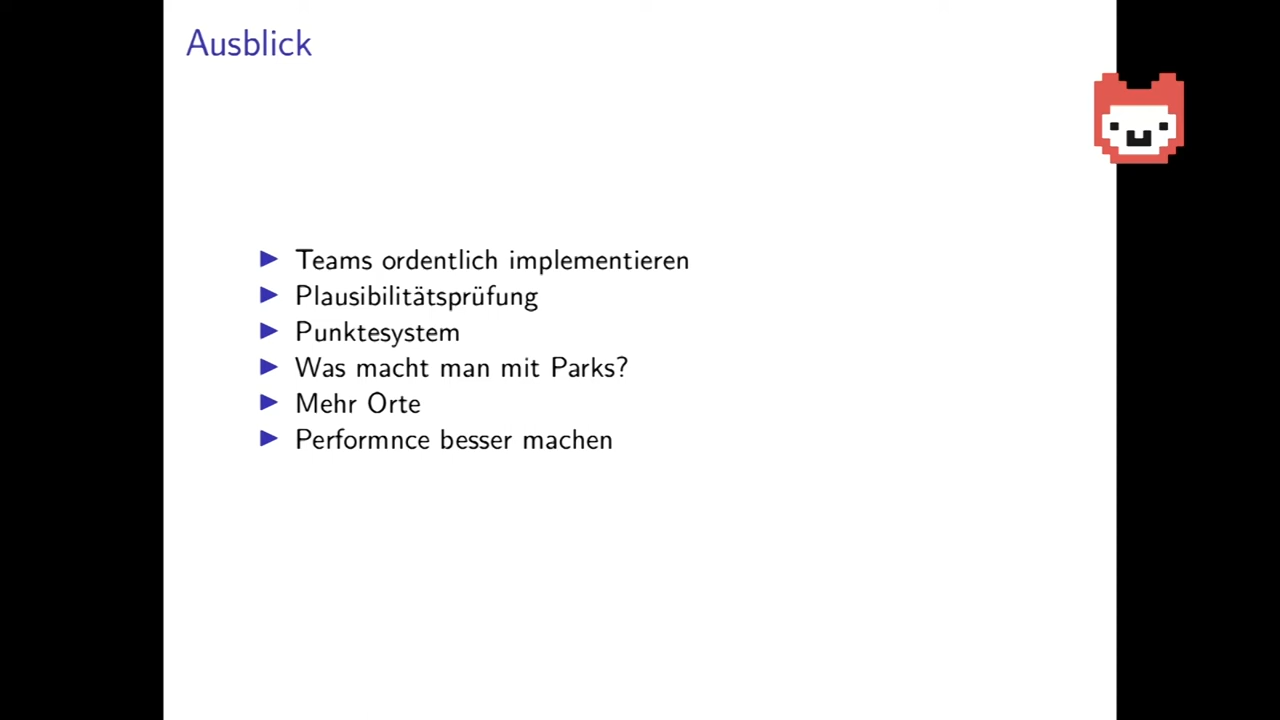 Ausblick
Teams ordentlich implementieren
Plausibilitätsprüfung
Punktesystem
Was macht man mit Parks?
Mehr Orte
Performnce besser machen